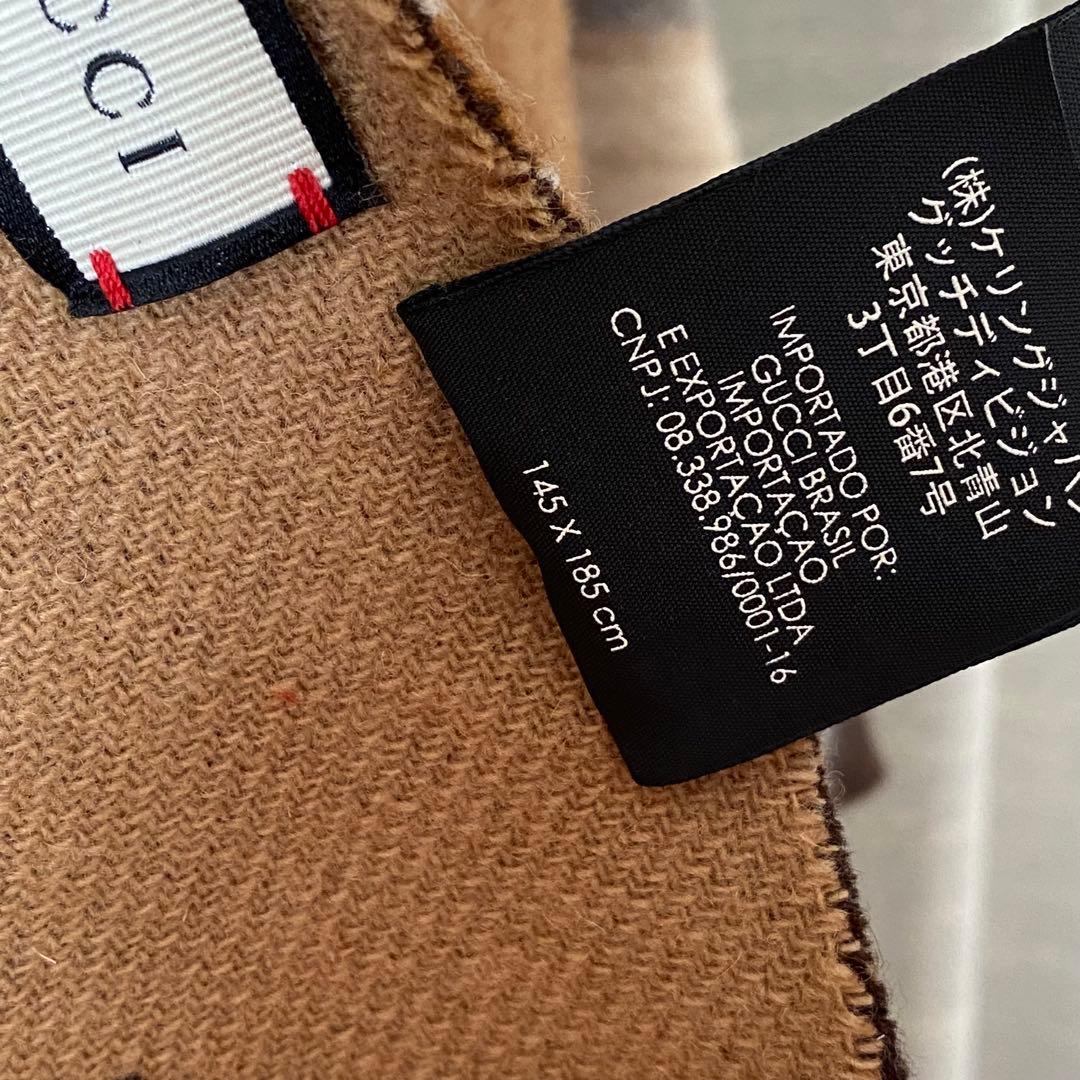 CCI
(株)ケリングジャパン
グッチディビジョン
東京都港区北青山
3丁目6番7号
IMPORTADO POR:
GUCCI BRASIL
IMPORTAÇAO
E EXPORTAÇAO LTDA
CNPJ: 08.338.986/0001-16
145 X 185 cm